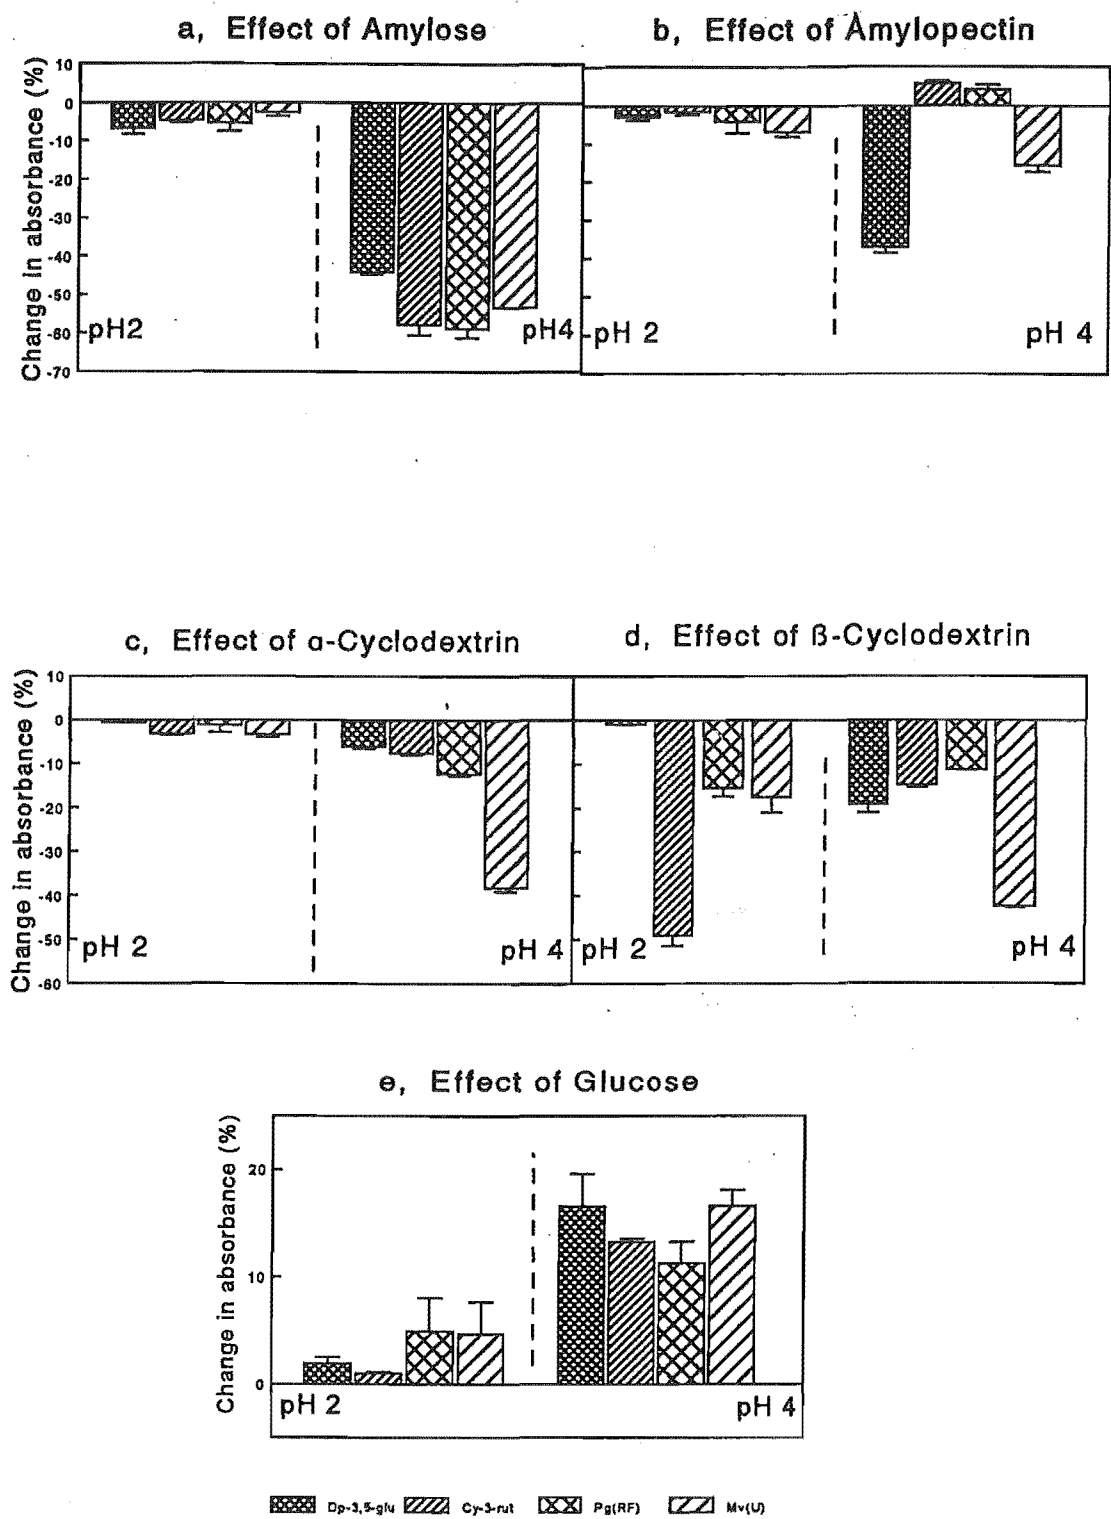 a, Effect of Amylose
b, Effect of Amylopectin
Change in absorbance (%)
10
0
-10
-20
-30
-40
-50
-60
-70
pH2
pH4
pH 2
pH 4
c, Effect of α-Cyclodextrin
d, Effect of ß-Cyclodextrin
Change in absorbance (%)
10
0
-10
-20
-30
-40
-50
-60
pH 2
pH 4
pH 2
pH 4
e, Effect of Glucose
Change in absorbance (%)
20
10
0
pH 2
pH 4
Dp-3,5-glu Cy-3-rut Pg(RF) Mv(U)